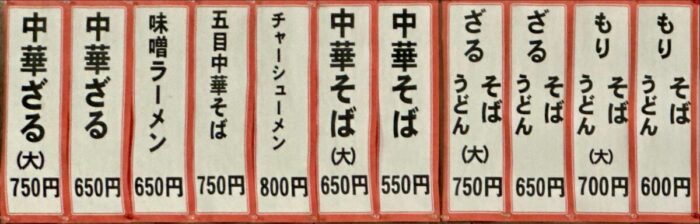 もり
そば
うどん
600円
もり
そば
うどん
(大)
700円
ざる
そば
うどん
650円
ざる
そば
うどん
(大)
750円
中華そば
550円
中華そば
(大)
650円
チャーシューメン
800円
五目中華そば
750円
味噌ラーメン
650円
中華ざる
650円
中華ざる
(大)
750円